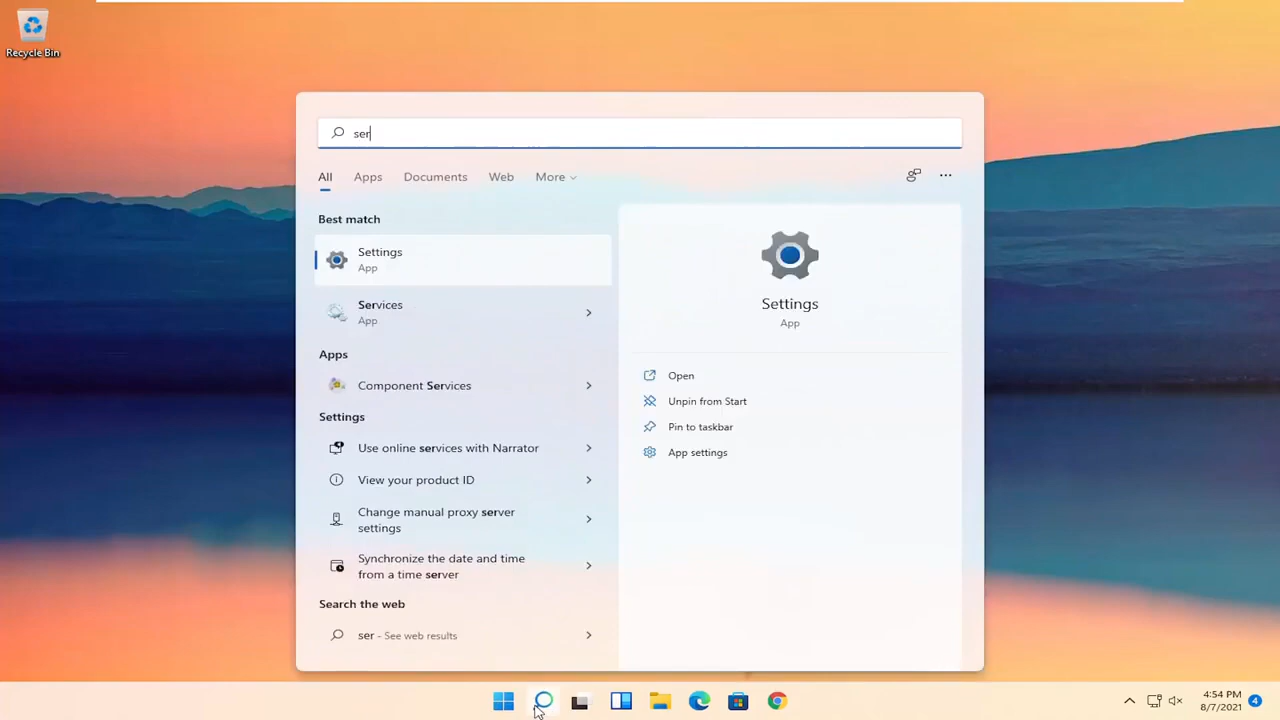 Recycle Bin
ser
All Apps Documents Web More
Best match
Settings
App
Services
App
Apps
Component Services
Settings
Use online services with Narrator
View your product ID
Change manual proxy server
settings
Synchronize the date and time
from a time server
Search the web
ser - See web results
Settings
App
Open
Unpin from Start
Pin to taskbar
App settings
4:54 PM
8/7/2021
4